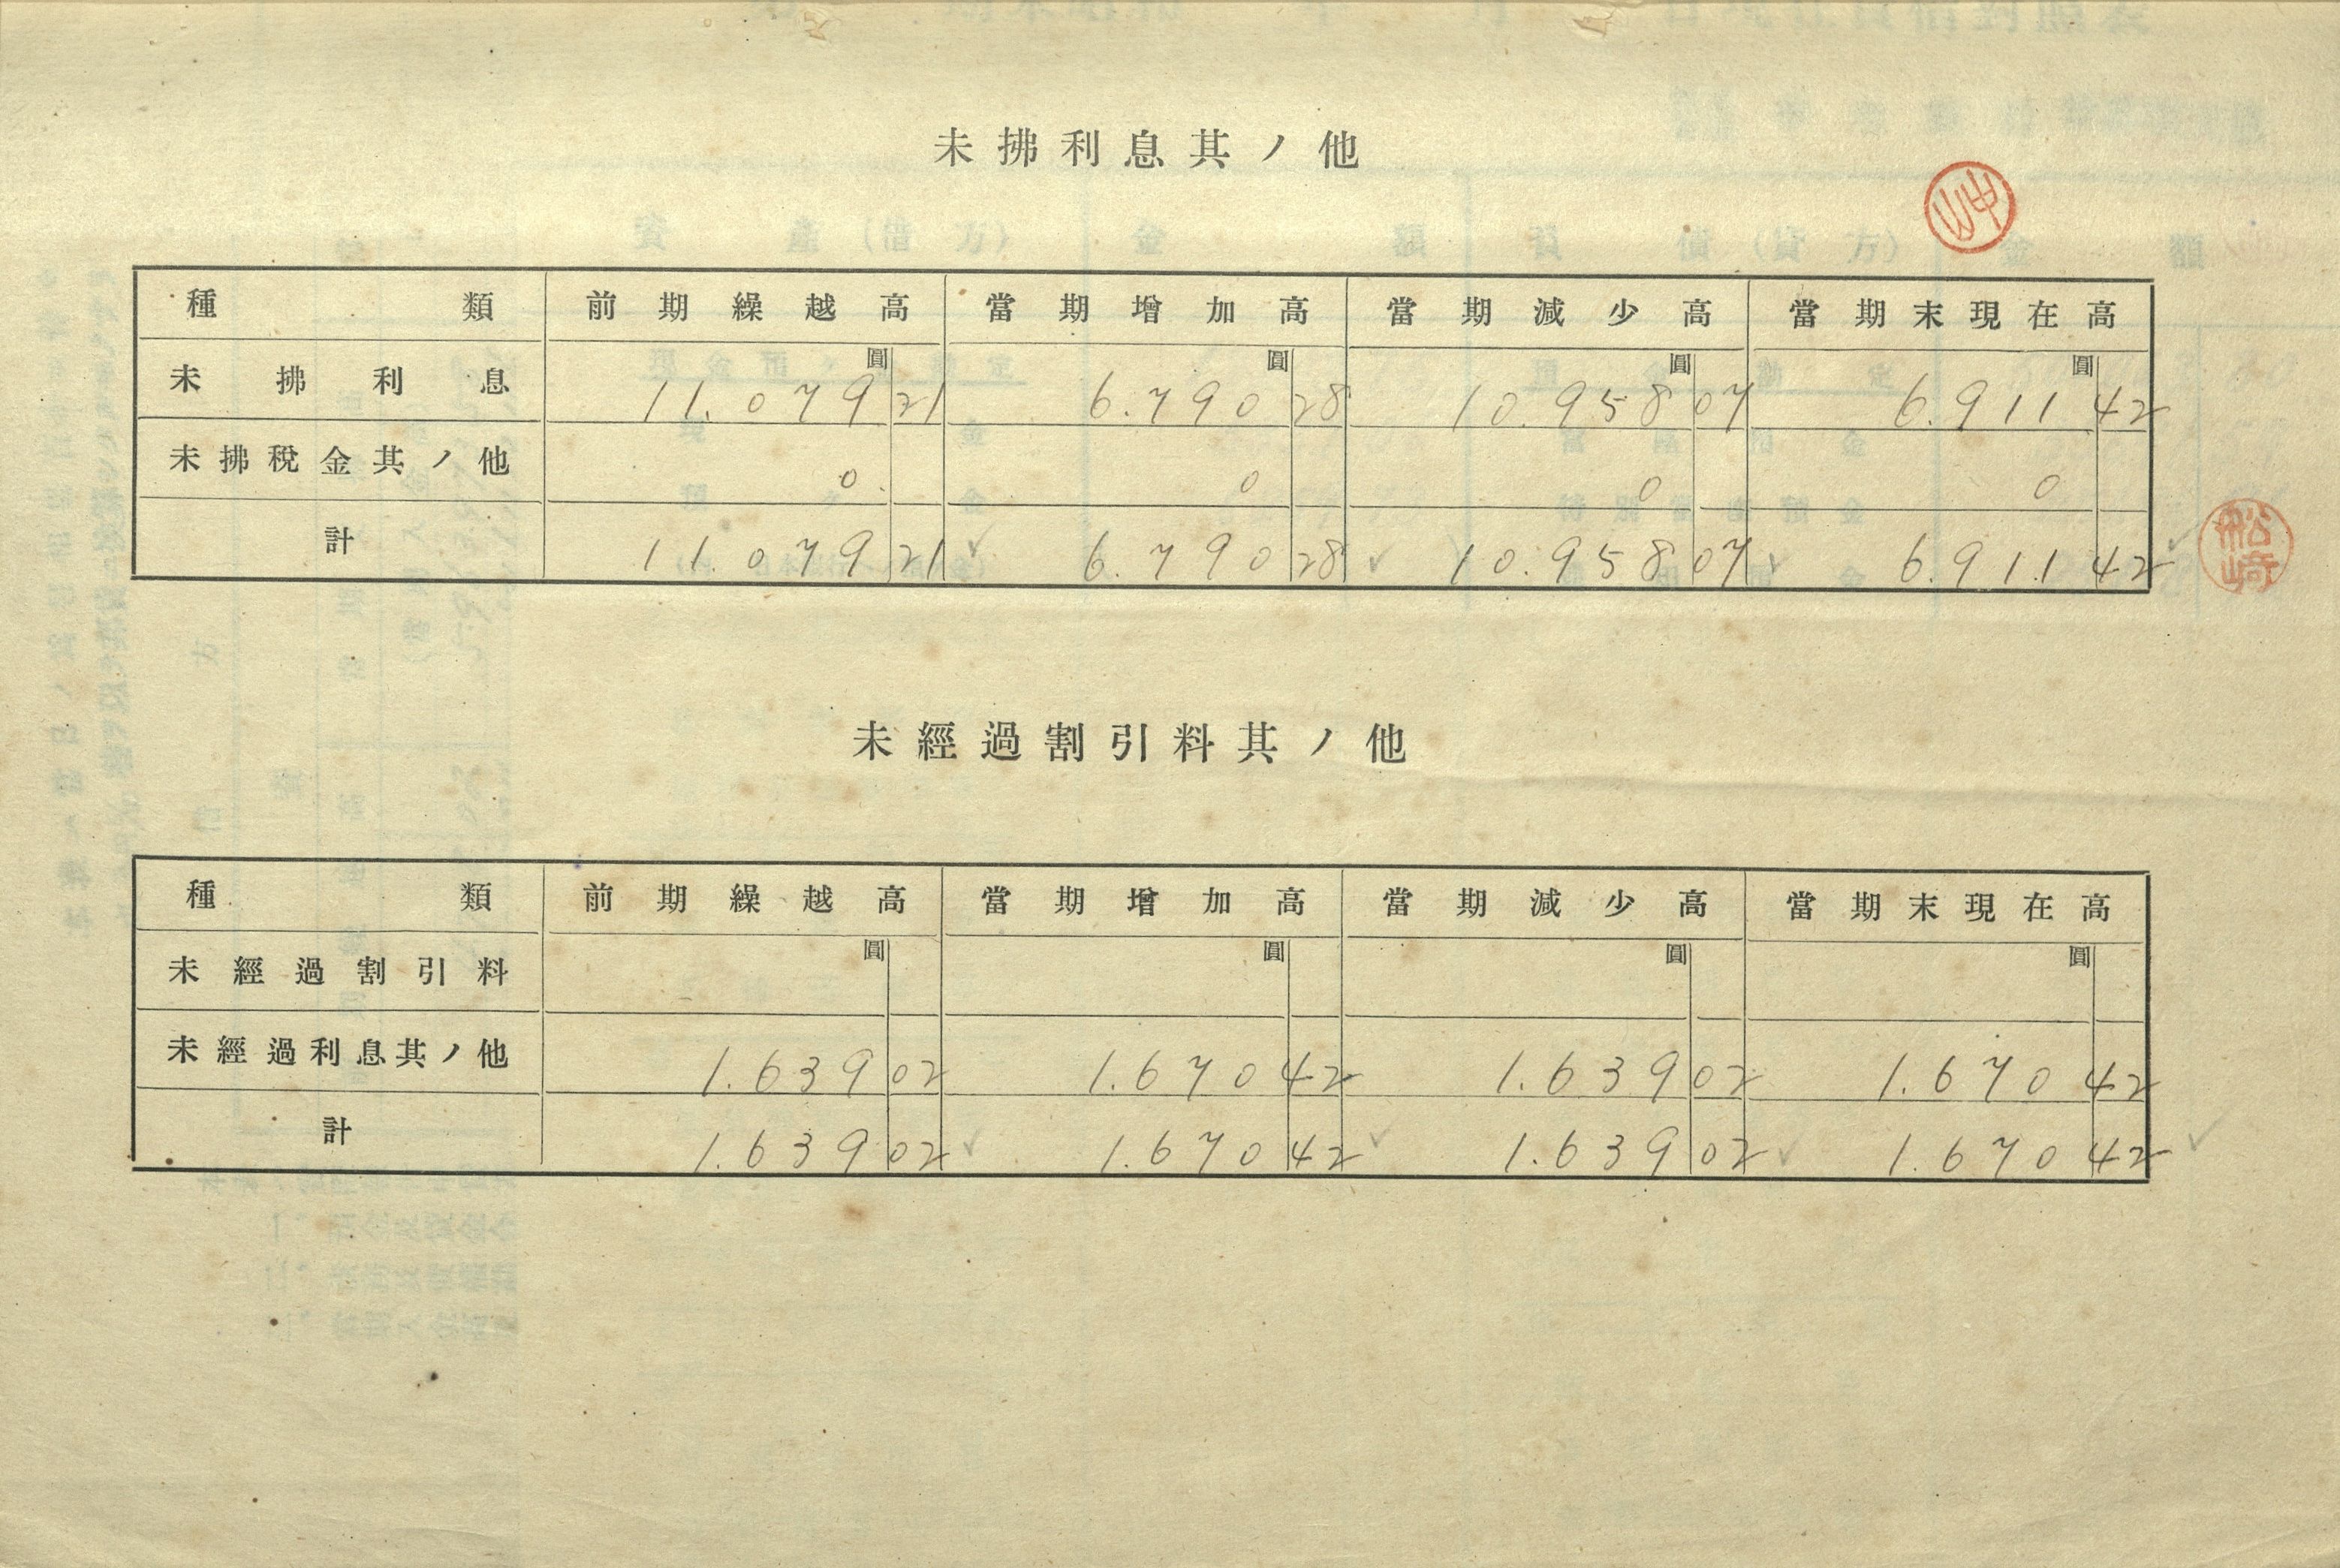 未拂利息其ノ他
種類 前期繰越高 當期增加高 當期減少高 當期末現在高
圓 圓 圓 圓
未拂利息 11.079 21 6.790 28 10.958 07 6.911 42
未拂稅金其ノ他 0 0 0 0
計 11.079 21 6.790 28 10.958 07 6.911 42
松崎
未經過割引料其ノ他
種類 前期繰越高 當期增加高 當期減少高 當期末現在高
圓 圓 圓 圓
未經過割引料
未經過利息其ノ他 1.639 02 1.670 42 1.639 02 1.670 42
計 1.639 02 1.670 42 1.639 02 1.670 42